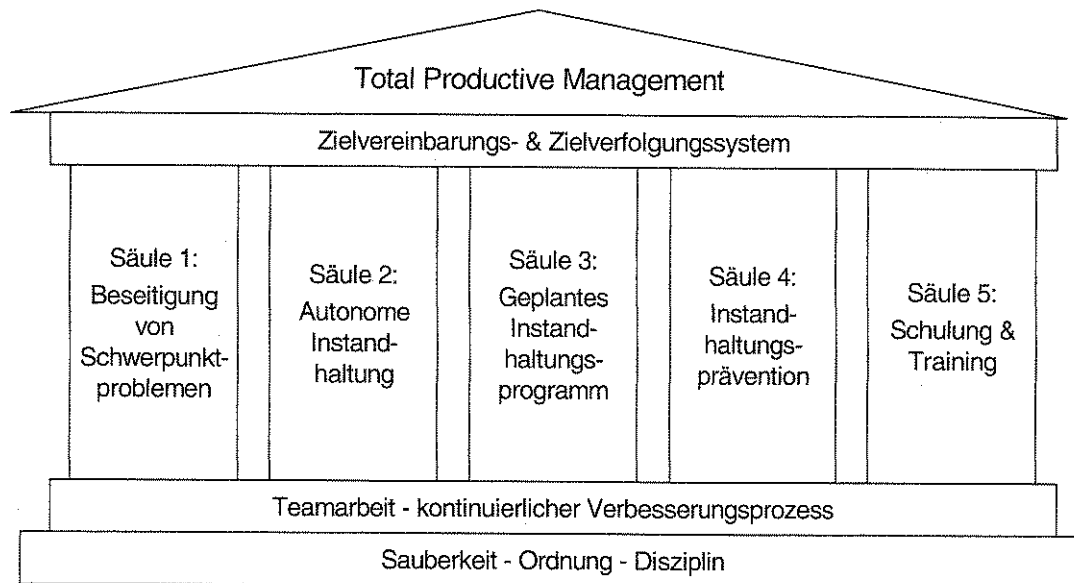 Total Productive Management
Zielvereinbarungs- & Zielverfolgungssystem
Säule 1:
Beseitigung
von
Schwerpunkt-
problemen
Säule 2:
Autonome
Instand-
haltung
Säule 3:
Geplantes
Instand-
haltungs-
programm
Säule 4:
Instand-
haltungs-
prävention
Säule 5:
Schulung &
Training
Teamarbeit - kontinuierlicher Verbesserungsprozess
Sauberkeit - Ordnung - Disziplin